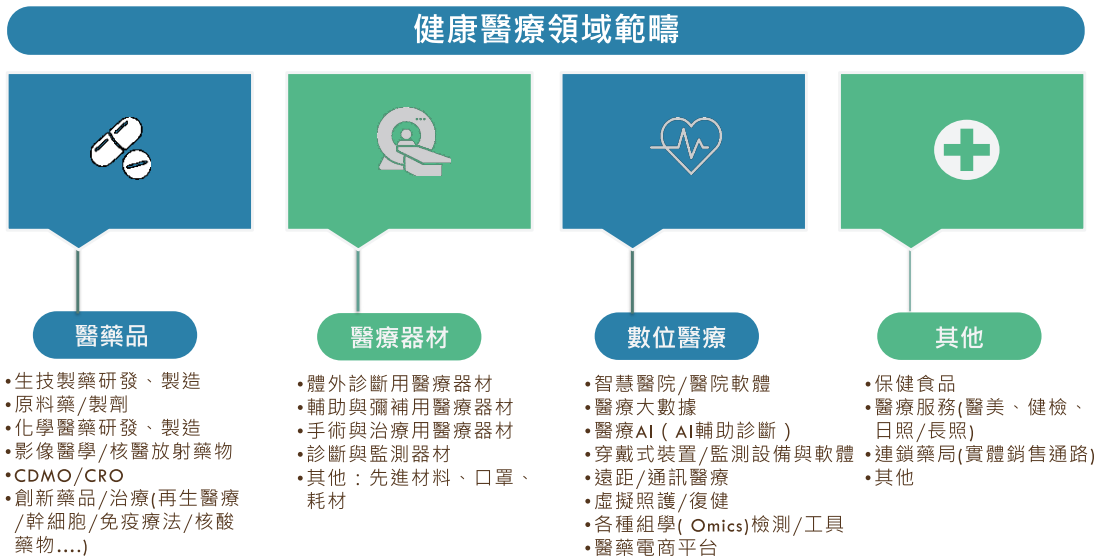 健康醫療領域範疇
醫藥品
•生技製藥研發、製造
•原料藥/製劑
•化學醫藥研發、製造
•影像醫學/核醫放射藥物
•CDMO/CRO
•創新藥品/治療(再生醫療
/幹細胞/免疫療法/核酸
藥物....)
醫療器材
•體外診斷用醫療器材
•輔助與彌補用醫療器材
•手術與治療用醫療器材
•診斷與監測器材
•其他：先進材料、口罩、
耗材
數位醫療
•智慧醫院/醫院軟體
•醫療大數據
•醫療AI（AI輔助診斷）
•穿戴式裝置/監測設備與軟體
•遠距/通訊醫療
•虛擬照護/復健
•各種組學( Omics)檢測/工具
•醫藥電商平台
其他
•保健食品
•醫療服務(醫美、健檢、
日照/長照)
•連鎖藥局(實體銷售通路)
•其他